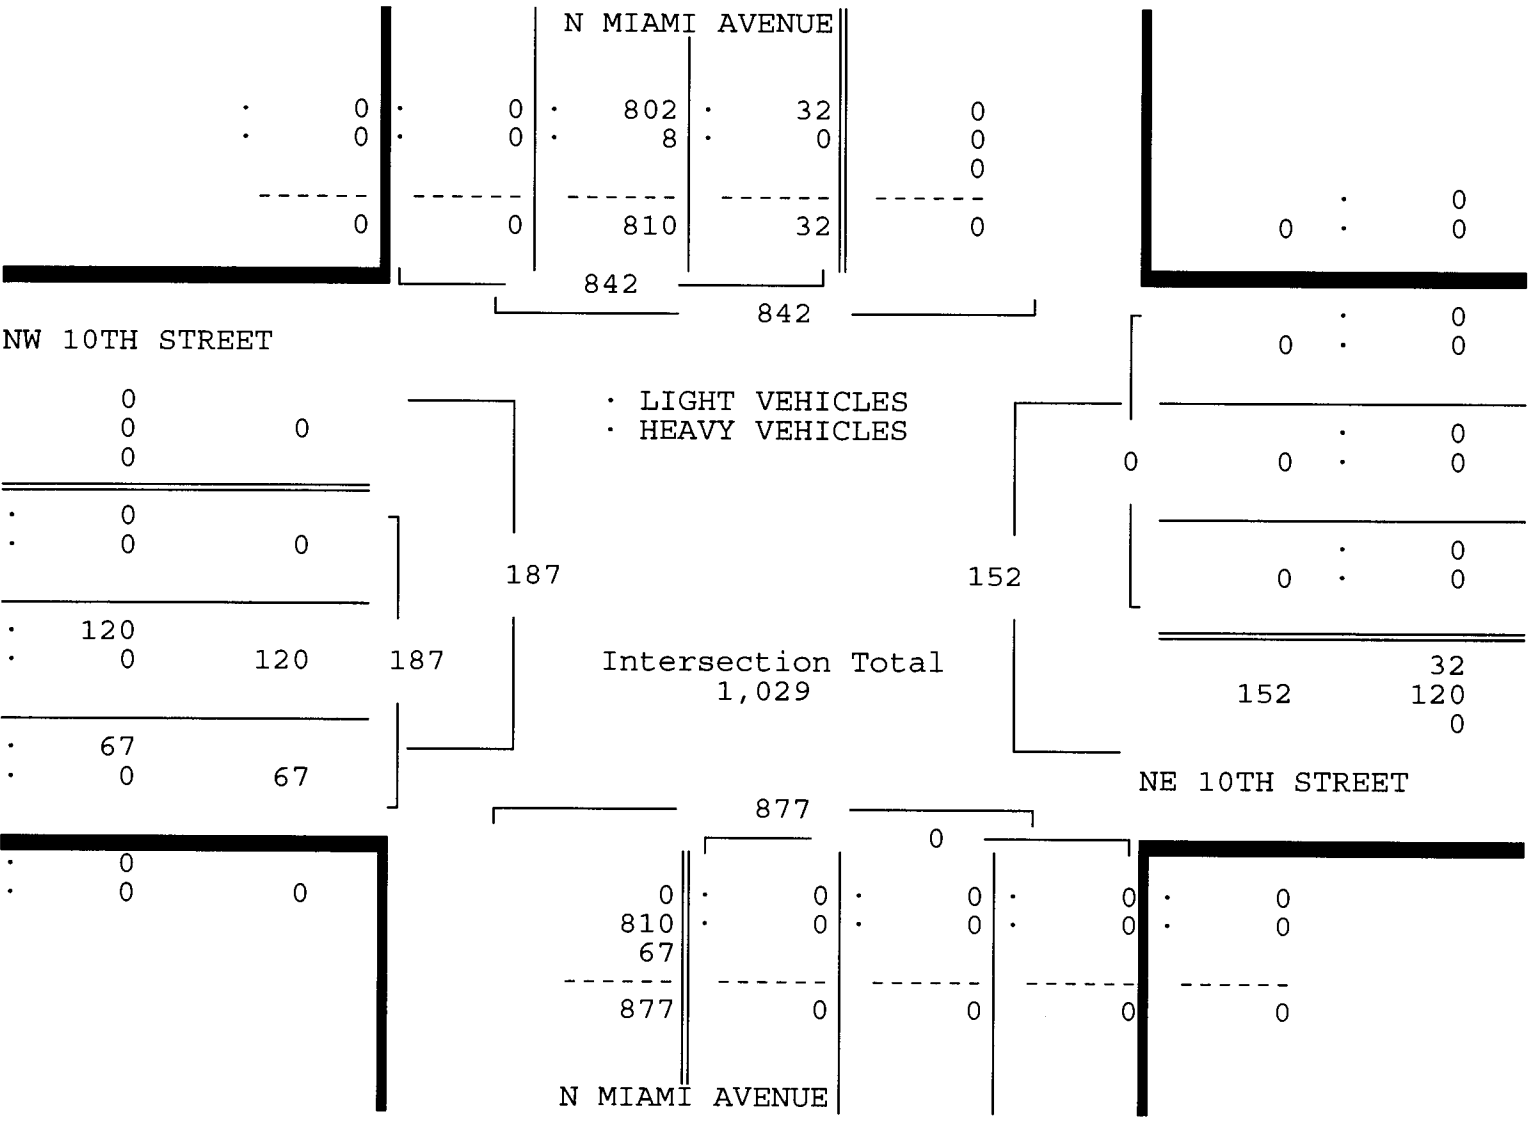 N MIAMI AVENUE
· 0 · 0 · 802 · 32 0
· 0 · 0 · 8 · 0 0
0
------ ------ ------ ------ ------
0 0 810 32 0
· 0
0 · 0
842
842
NW 10TH STREET
· 0
0 · 0
0
0 0
0
· LIGHT VEHICLES
· HEAVY VEHICLES
· 0
0 0 · 0
· 0
· 0 0
187
152
· 0
0 · 0
· 120
· 0 120 187
Intersection Total
1,029
32
152 120
0
· 67
· 0 67
NE 10TH STREET
877
0
· 0
· 0 0
0 · 0 · 0 · 0 · 0
810 · 0 · 0 · 0 · 0
67
------ ------ ------ ------ ------
877 0 0 0 0
N MIAMI AVENUE